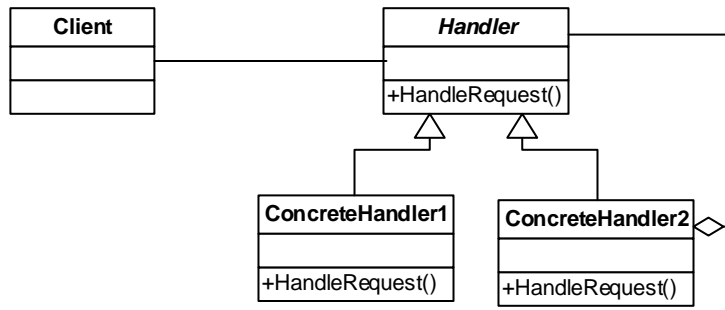 Client
Handler
+HandleRequest()
ConcreteHandler1
+HandleRequest()
ConcreteHandler2
+HandleRequest()